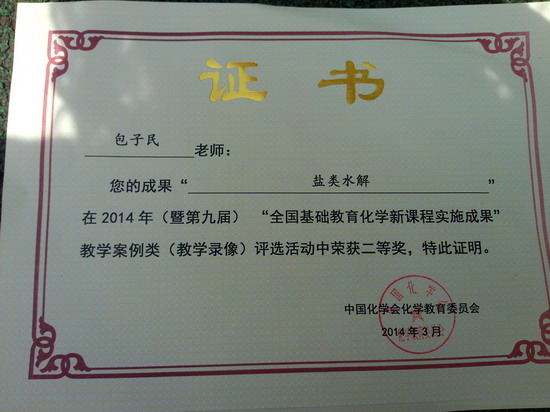 证书
包子民 老师：
您的成果“ 盐类水解 ”
在2014年（暨第九届）“全国基础教育化学新课程实施成果”
教学案例类（教学录像）评选活动中荣获二等奖，特此证明。
中国化学会化学教育委员会
2014年3月